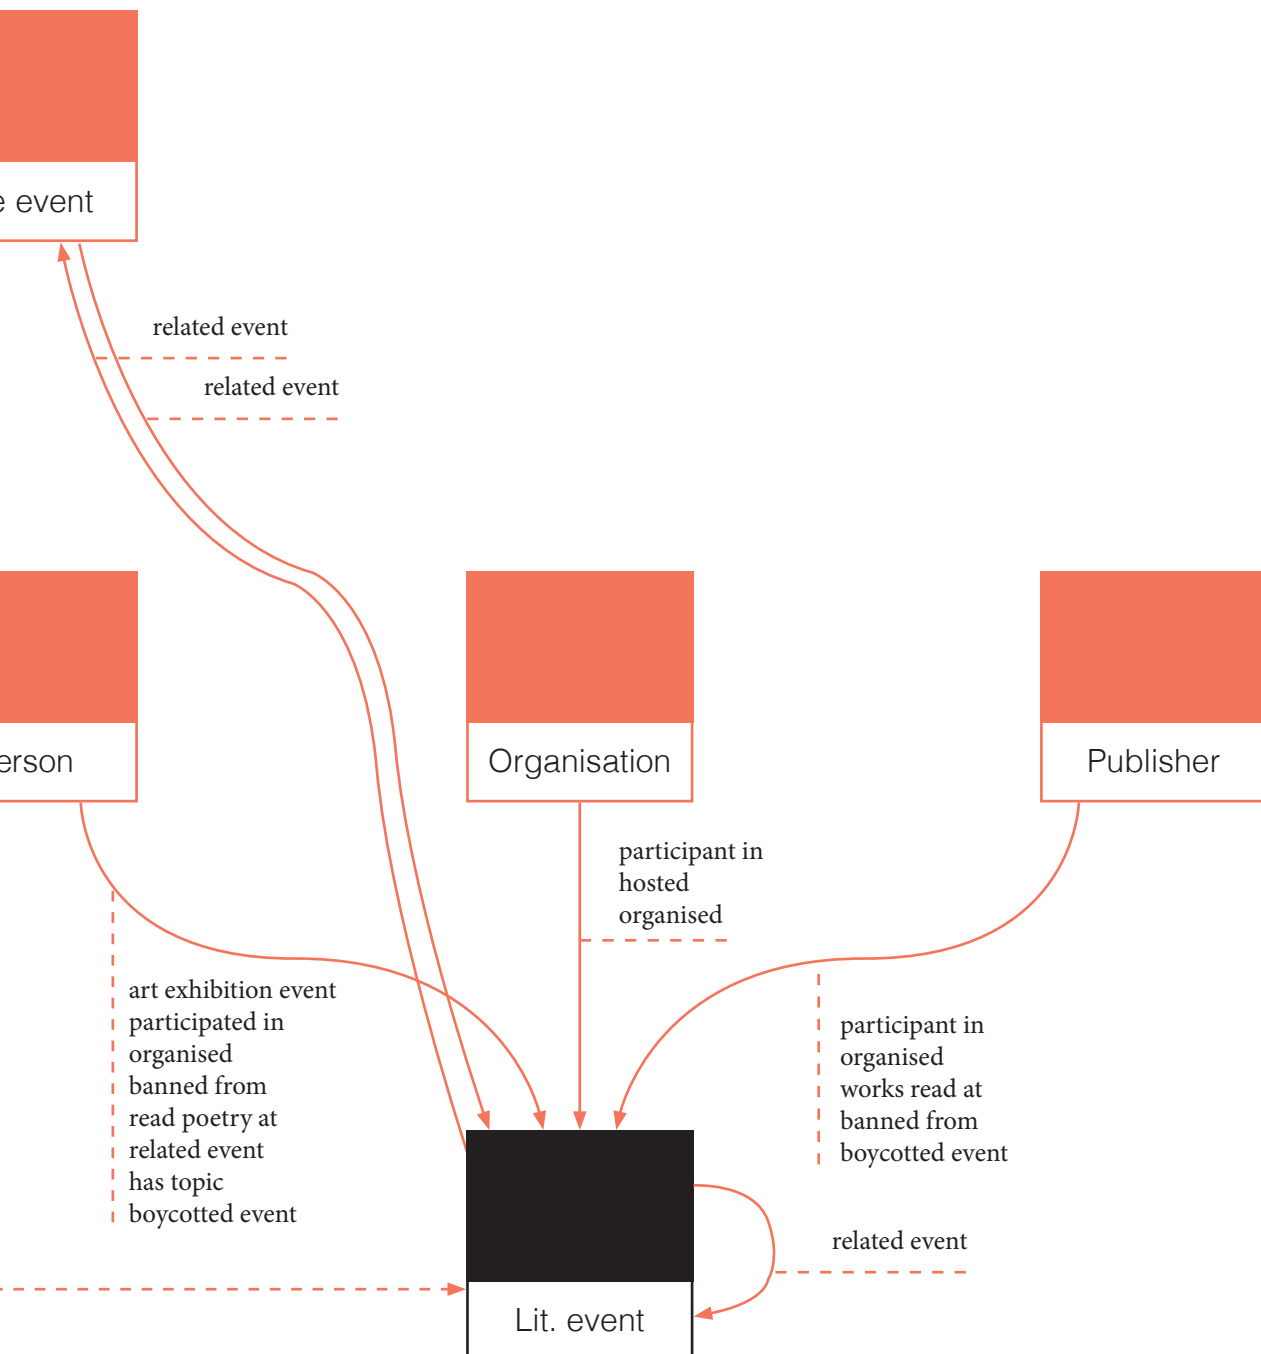 e event
related event
related event
erson
Organisation
Publisher
participant in
hosted
organised
art exhibition event
participated in
organised
banned from
read poetry at
related event
has topic
boycotted event
participant in
organised
works read at
banned from
boycotted event
related event
Lit. event